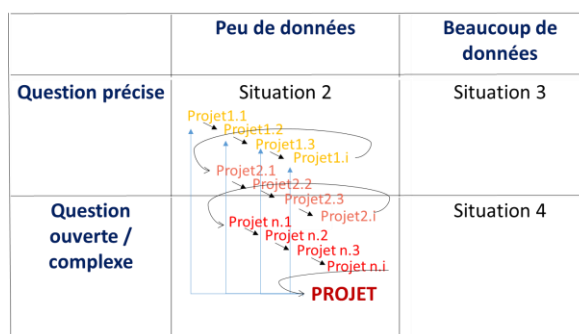 Peu de données
Beaucoup de
données
Question précise
Situation 2
Situation 3
Projet1.1
Projet1.2
Projet1.3
Projet1.i
Projet2.1
Projet2.2
Projet2.3
Projet2.i
Question
ouverte /
complexe
Situation 4
Projet n.1
Projet n.2
Projet n.3
Projet n.i
PROJET